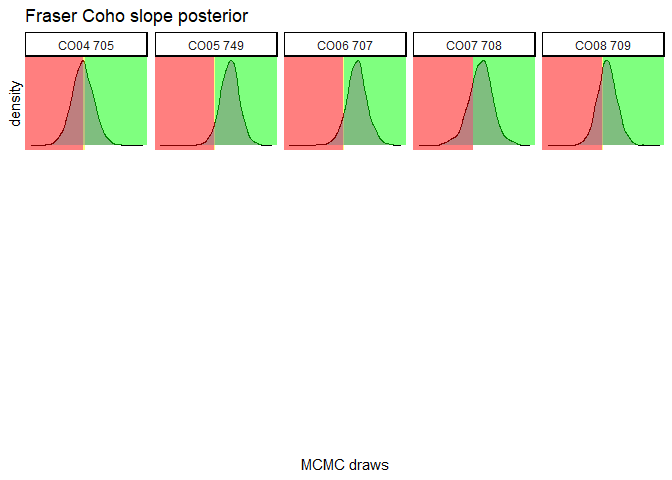 Fraser Coho slope posterior
CO04 705
CO05 749
CO06 707
CO07 708
CO08 709
density
MCMC draws